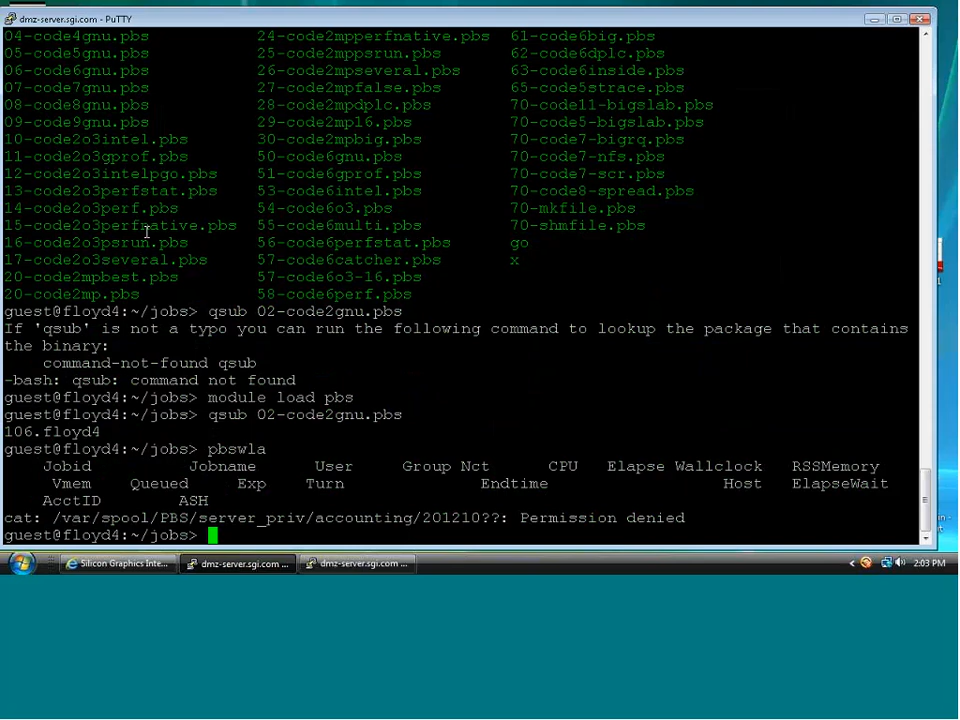 dmz-server.sgi.com - PuTTY
04-code4gnu.pbs 24-code2mpperfnative.pbs 61-code6big.pbs
05-code5gnu.pbs 25-code2mppsrun.pbs 62-code6dplc.pbs
06-code6gnu.pbs 26-code2mpseveral.pbs 63-code6inside.pbs
07-code7gnu.pbs 27-code2mpfalse.pbs 65-code5strace.pbs
08-code8gnu.pbs 28-code2mpdplc.pbs 70-code11-bigslab.pbs
09-code9gnu.pbs 29-code2mp16.pbs 70-code5-bigslab.pbs
10-code2o3intel.pbs 30-code2mpbig.pbs 70-code7-bigrq.pbs
11-code2o3gprof.pbs 50-code6gnu.pbs 70-code7-nfs.pbs
12-code2o3intelpgo.pbs 51-code6gprof.pbs 70-code7-scr.pbs
13-code2o3perfstat.pbs 53-code6intel.pbs 70-code8-spread.pbs
14-code2o3perf.pbs 54-code6o3.pbs 70-mkfile.pbs
15-code2o3perfnative.pbs 55-code6multi.pbs 70-shmfile.pbs
16-code2o3psrun.pbs 56-code6perfstat.pbs go
17-code2o3several.pbs 57-code6catcher.pbs x
20-code2mpbest.pbs 57-code6o3-16.pbs
20-code2mp.pbs 58-code6perf.pbs
guest@floyd4:~/jobs> qsub 02-code2gnu.pbs
If 'qsub' is not a typo you can run the following command to lookup the package that contains
the binary:
command-not-found qsub
-bash: qsub: command not found
guest@floyd4:~/jobs> module load pbs
guest@floyd4:~/jobs> qsub 02-code2gnu.pbs
106.floyd4
guest@floyd4:~/jobs> pbswla
Jobid Jobname User Group Nct CPU Elapse Wallclock RSSMemory
Vmem Queued Exp Turn Endtime Host ElapseWait
AcctID ASH
cat: /var/spool/PBS/server_priv/accounting/201210??: Permission denied
guest@floyd4:~/jobs>
Silicon Graphics Inte... dmz-server.sgi.com ... dmz-server.sgi.com ... 2:03 PM